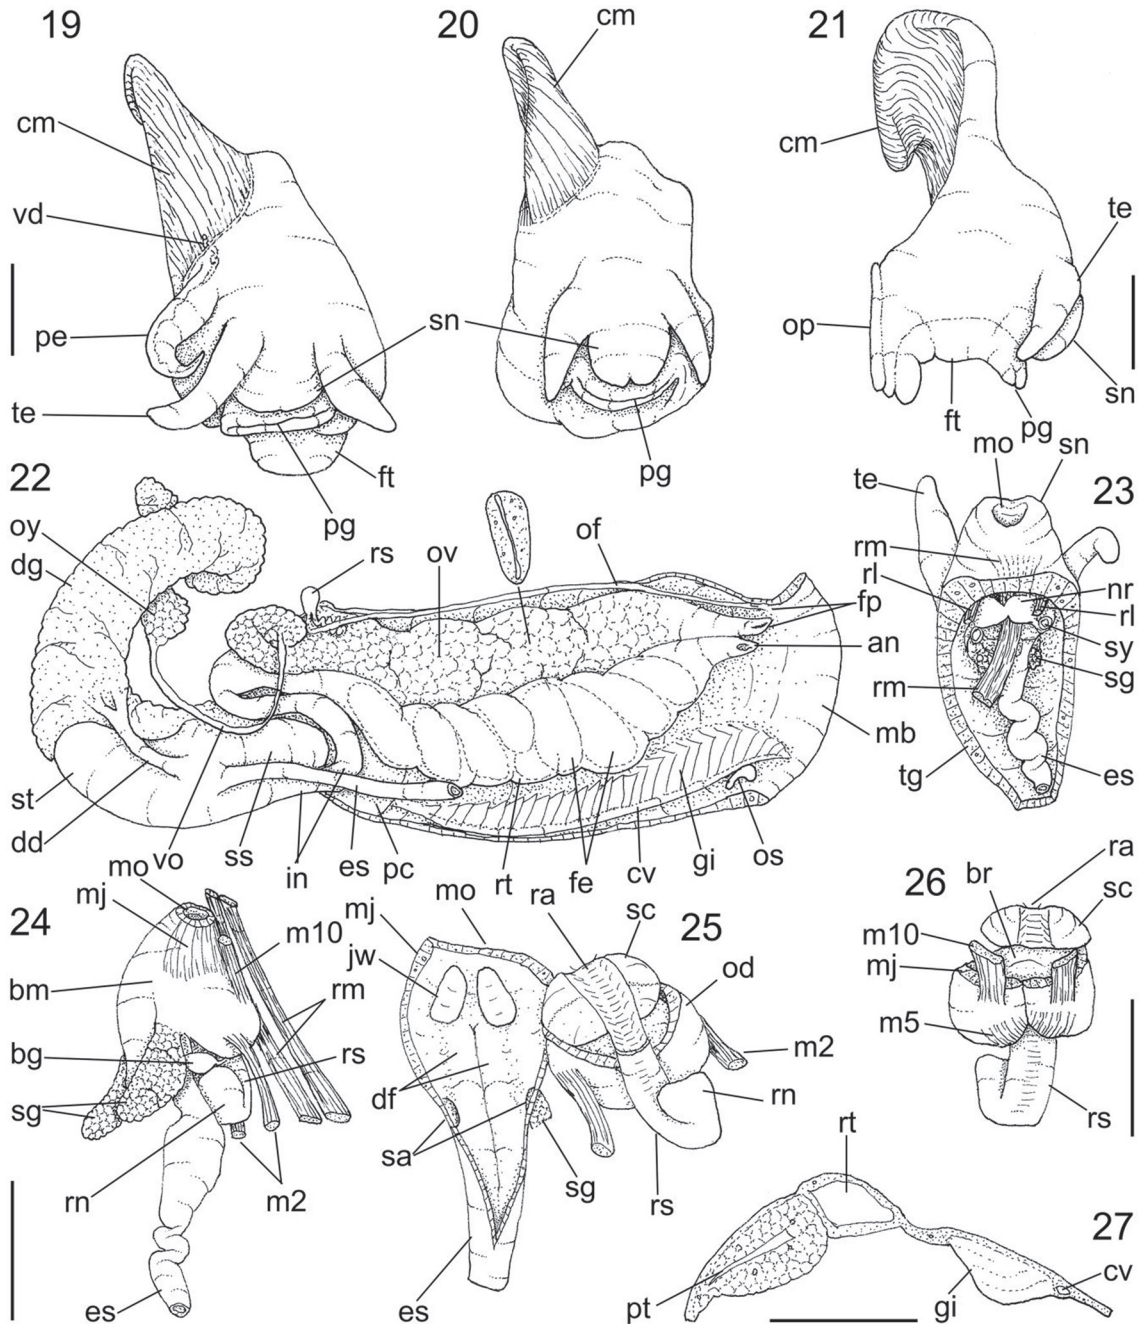 19
cm
vd
pe
te
sn
ft
pg
20
cm
pg
21
cm
te
op
sn
ft
pg
22
oy
dg
rs
ov
of
fp
an
mb
st
dd
vo
ss
in
es
pc
rt
fe
cv
gi
os
23
mo
sn
te
rm
rl
nr
rl
sy
sg
rm
tg
es
24
mo
mj
m10
bm
rm
bg
rs
sg
rn
m2
es
25
mo
ra
sc
mj
jw
od
m2
df
rn
sa
sg
rs
es
26
ra
br
sc
m10
mj
m5
rs
27
rt
pt
gi
cv